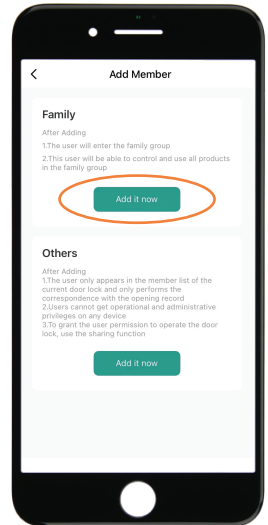 Add Member
Family
After Adding
1.The user will enter the family group
2.This user will be able to control and use all products
in the family group
Add it now
Others
After Adding
1.The user only appears in the member list of the
current door lock and only performs the
correspondence with the opening record
2.Users cannot get operational and administrative
privileges on any device
3.To grant the user permission to operate the door
lock, use the sharing function
Add it now